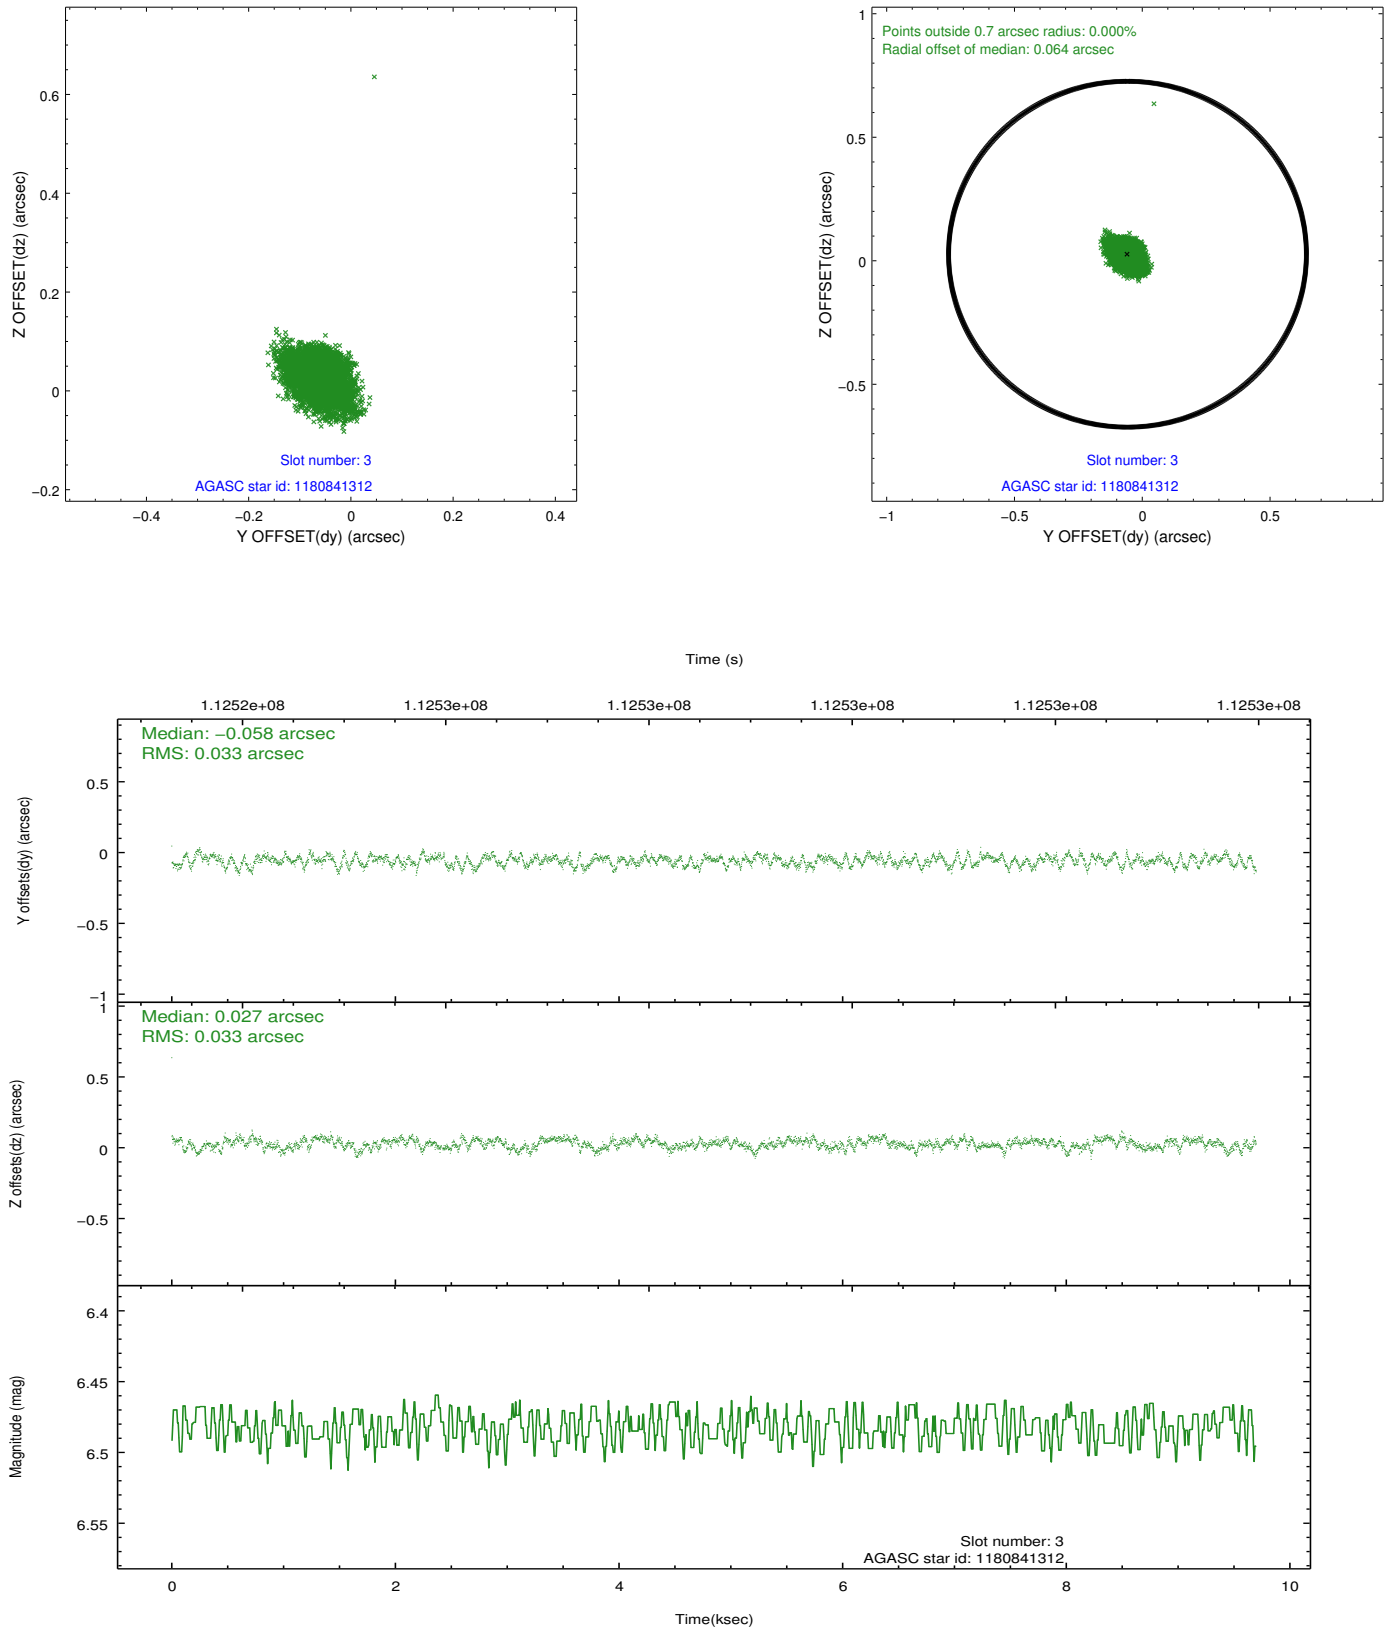 0.6
0.4
0.2
0
−0.2
Z OFFSET(dz) (arcsec)
Slot number: 3
AGASC star id: 1180841312
−0.4
−0.2
0
0.2
0.4
Y OFFSET(dy) (arcsec)
Points outside 0.7 arcsec radius: 0.000%
Radial offset of median: 0.064 arcsec
1
0.5
0
−0.5
Z OFFSET(dz) (arcsec)
Slot number: 3
AGASC star id: 1180841312
−1
−0.5
0
0.5
Y OFFSET(dy) (arcsec)
Time (s)
1.1252e+08
1.1253e+08
1.1253e+08
1.1253e+08
1.1253e+08
1.1253e+08
Median: −0.058 arcsec
RMS: 0.033 arcsec
0.5
0
−0.5
−1
Y offsets(dy) (arcsec)
Median: 0.027 arcsec
RMS: 0.033 arcsec
1
0.5
0
−0.5
Z offsets(dz) (arcsec)
6.4
6.45
6.5
6.55
Magnitude (mag)
Slot number: 3
AGASC star id: 1180841312
0
2
4
6
8
10
Time(ksec)